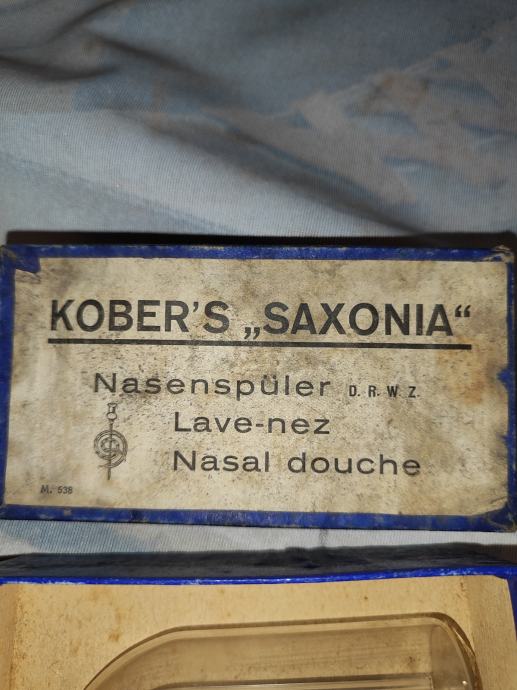 KOBER'S „SAXONIA“
Nasenspüler D. R. W. Z.
Lave-nez
Nasal douche
M. 538